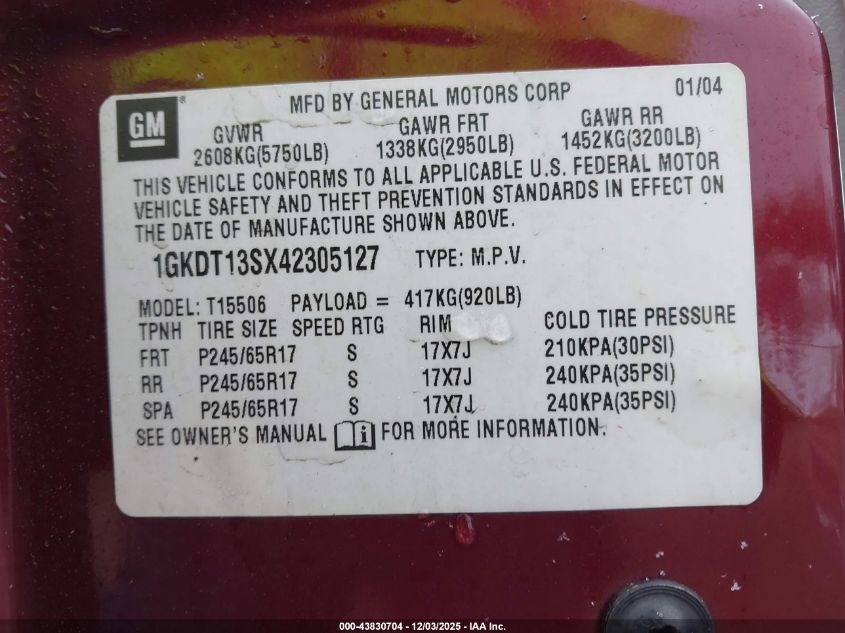 GM ® MFD BY GENERAL MOTORS CORP 01/04
GVWR GAWR FRT GAWR RR
2608KG(5750LB) 1338KG(2950LB) 1452KG(3200LB)
THIS VEHICLE CONFORMS TO ALL APPLICABLE U.S. FEDERAL MOTOR
VEHICLE SAFETY AND THEFT PREVENTION STANDARDS IN EFFECT ON
THE DATE OF MANUFACTURE SHOWN ABOVE.
1GKDT13SX42305127 TYPE: M.P.V.
MODEL: T15506 PAYLOAD = 417KG(920LB)
TPNH TIRE SIZE SPEED RTG RIM COLD TIRE PRESSURE
FRT P245/65R17 S 17X7J 210KPA(30PSI)
RR P245/65R17 S 17X7J 240KPA(35PSI)
SPA P245/65R17 S 17X7J 240KPA(35PSI)
SEE OWNER'S MANUAL i FOR MORE INFORMATION.
000-43830704 - 12/03/2025 - IAA Inc.